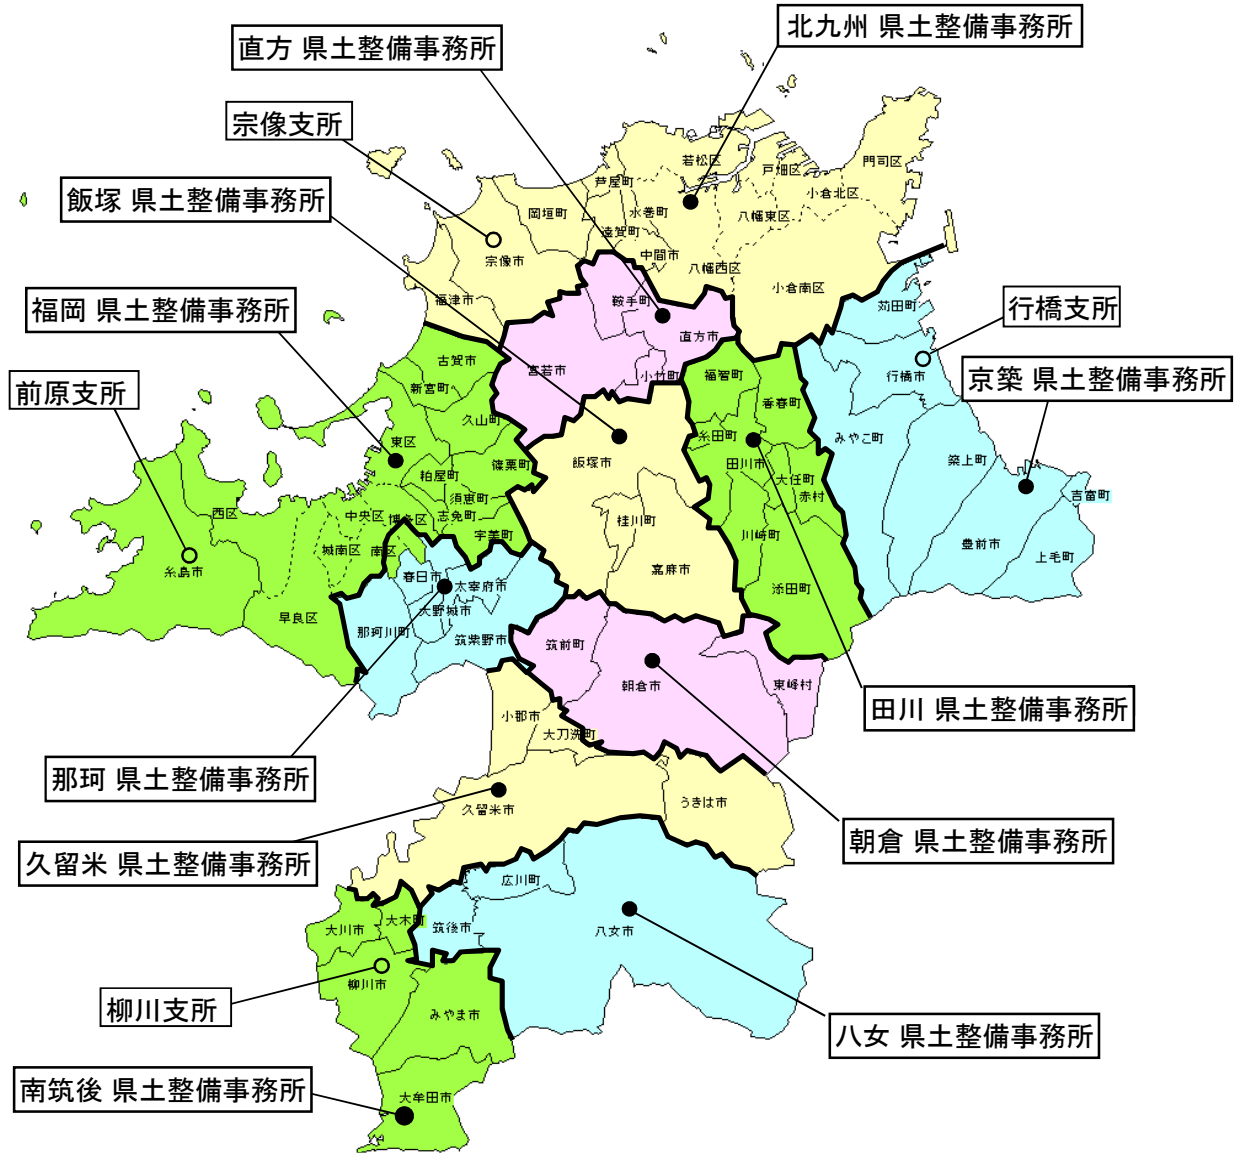 北九州 県土整備事務所
直方 県土整備事務所
宗像支所
飯塚 県土整備事務所
福岡 県土整備事務所
前原支所
行橋支所
京築 県土整備事務所
田川 県土整備事務所
那珂 県土整備事務所
久留米 県土整備事務所
朝倉 県土整備事務所
柳川支所
八女 県土整備事務所
南筑後 県土整備事務所
門司区
若松区
戸畑区
小倉北区
八幡東区
芦屋町
水巻町
岡垣町
遠賀町
中間市
八幡西区
小倉南区
宗像市
福津市
鞍手町
直方市
宮若市
小竹町
苅田町
行橋市
みやこ町
築上町
吉富町
豊前市
上毛町
古賀市
新宮町
久山町
東区
篠栗町
粕屋町
須恵町
志免町
宇美町
中央区
博多区
西区
城南区
南区
早良区
糸島市
福智町
香春町
糸田町
田川市
大任町
赤村
川崎町
添田町
飯塚市
桂川町
嘉麻市
春日市
太宰府市
大野城市
那珂川町
筑紫野市
筑前町
朝倉市
東峰村
小郡市
大刀洗町
久留米市
うきは市
広川町
筑後市
八女市
大川市
大木町
柳川市
みやま市
大牟田市